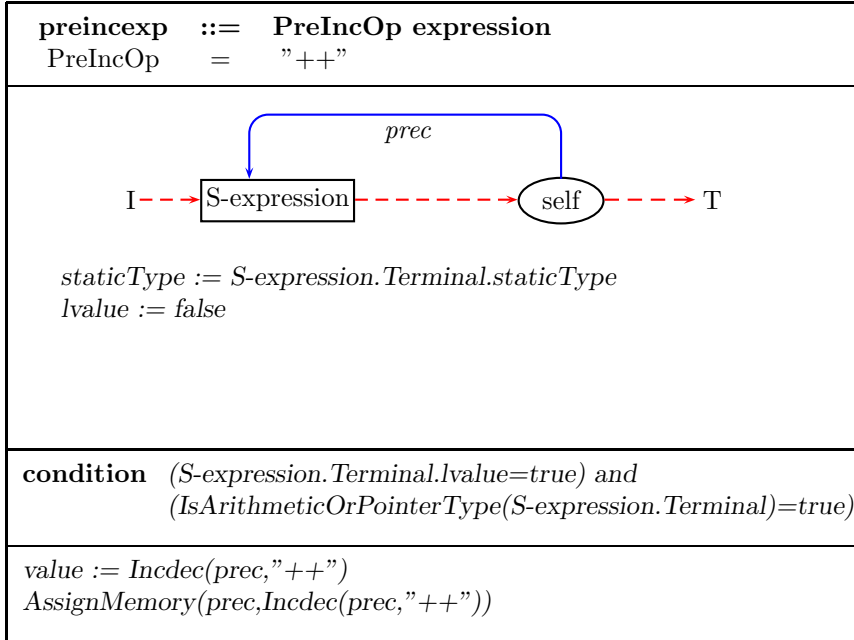 preincexp ::= PreIncOp expression
PreIncOp = ”++”
prec
I S-expression self T
staticType := S-expression.Terminal.staticType
lvalue := false
condition (S-expression.Terminal.lvalue=true) and
(IsArithmeticOrPointerType(S-expression.Terminal)=true)
value := Incdec(prec,”++”)
AssignMemory(prec,Incdec(prec,”++”))